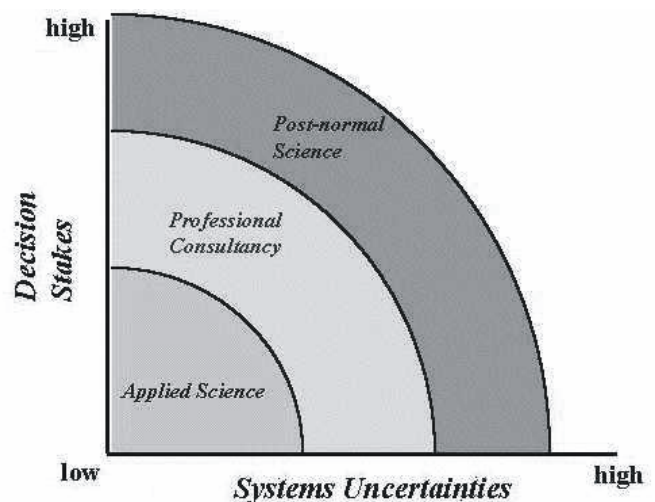 high
Post-normal
Science
Professional
Consultancy
Decision
Stakes
Applied Science
low
Systems Uncertainties
high